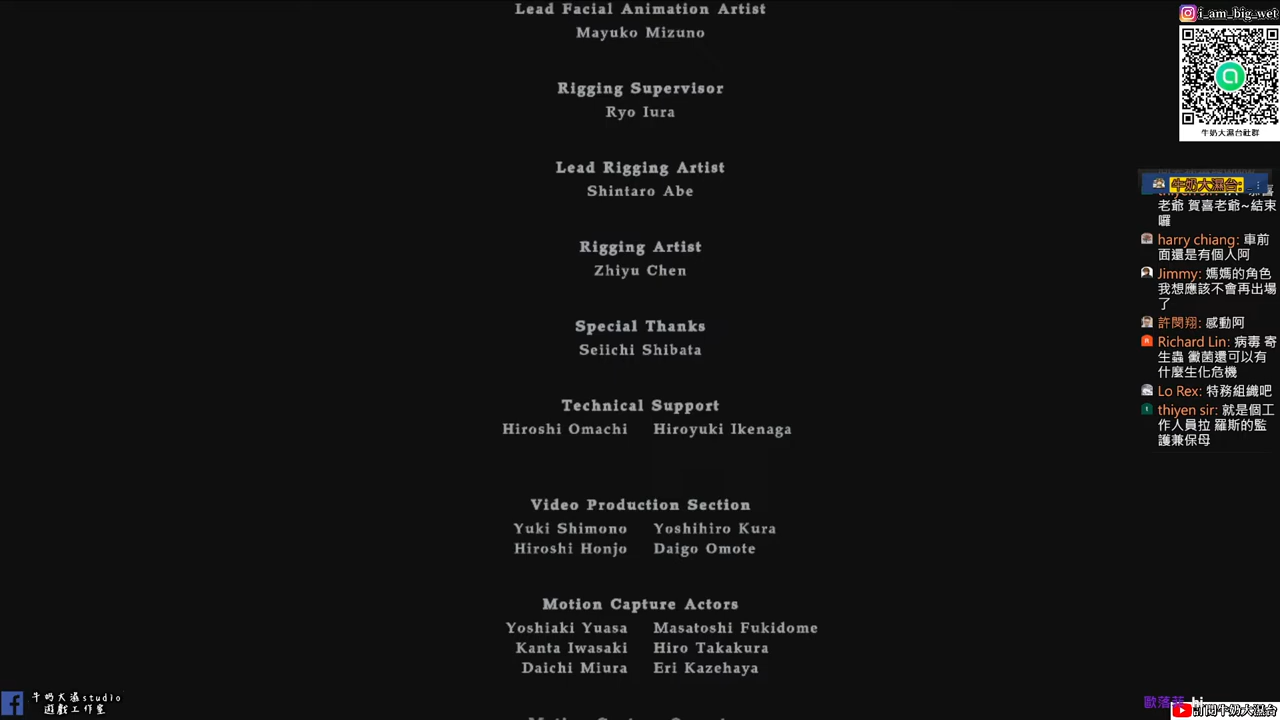 Lead Facial Animation Artist
Mayuko Mizuno
Rigging Supervisor
Ryo Iura
Lead Rigging Artist
Shintaro Abe
Rigging Artist
Zhiyu Chen
Special Thanks
Seiichi Shibata
Technical Support
Hiroshi Omachi Hiroyuki Ikenaga
Video Production Section
Yuki Shimono Yoshihiro Kura
Hiroshi Honjo Daigo Omote
Motion Capture Actors
Yoshiaki Yuasa Masatoshi Fukidome
Kanta Iwasaki Hiro Takakura
Daichi Miura Eri Kazehaya
i_am_big_wet
牛奶大濕台社群
牛奶大濕台:
老爺 賀喜老爺~結束
囉
harry chiang: 車前
面還是有個人阿
Jimmy: 媽媽的角色
我想應該不會再出場
了
許閔翔: 感動阿
Richard Lin: 病毒 寄
生蟲 黴菌還可以有
什麼生化危機
Lo Rex: 特務組織吧
thiyen sir: 就是個工
作人員拉 羅斯的監
護兼保母
牛奶大濕studio
遊戲工作室
訂閱牛奶大濕台